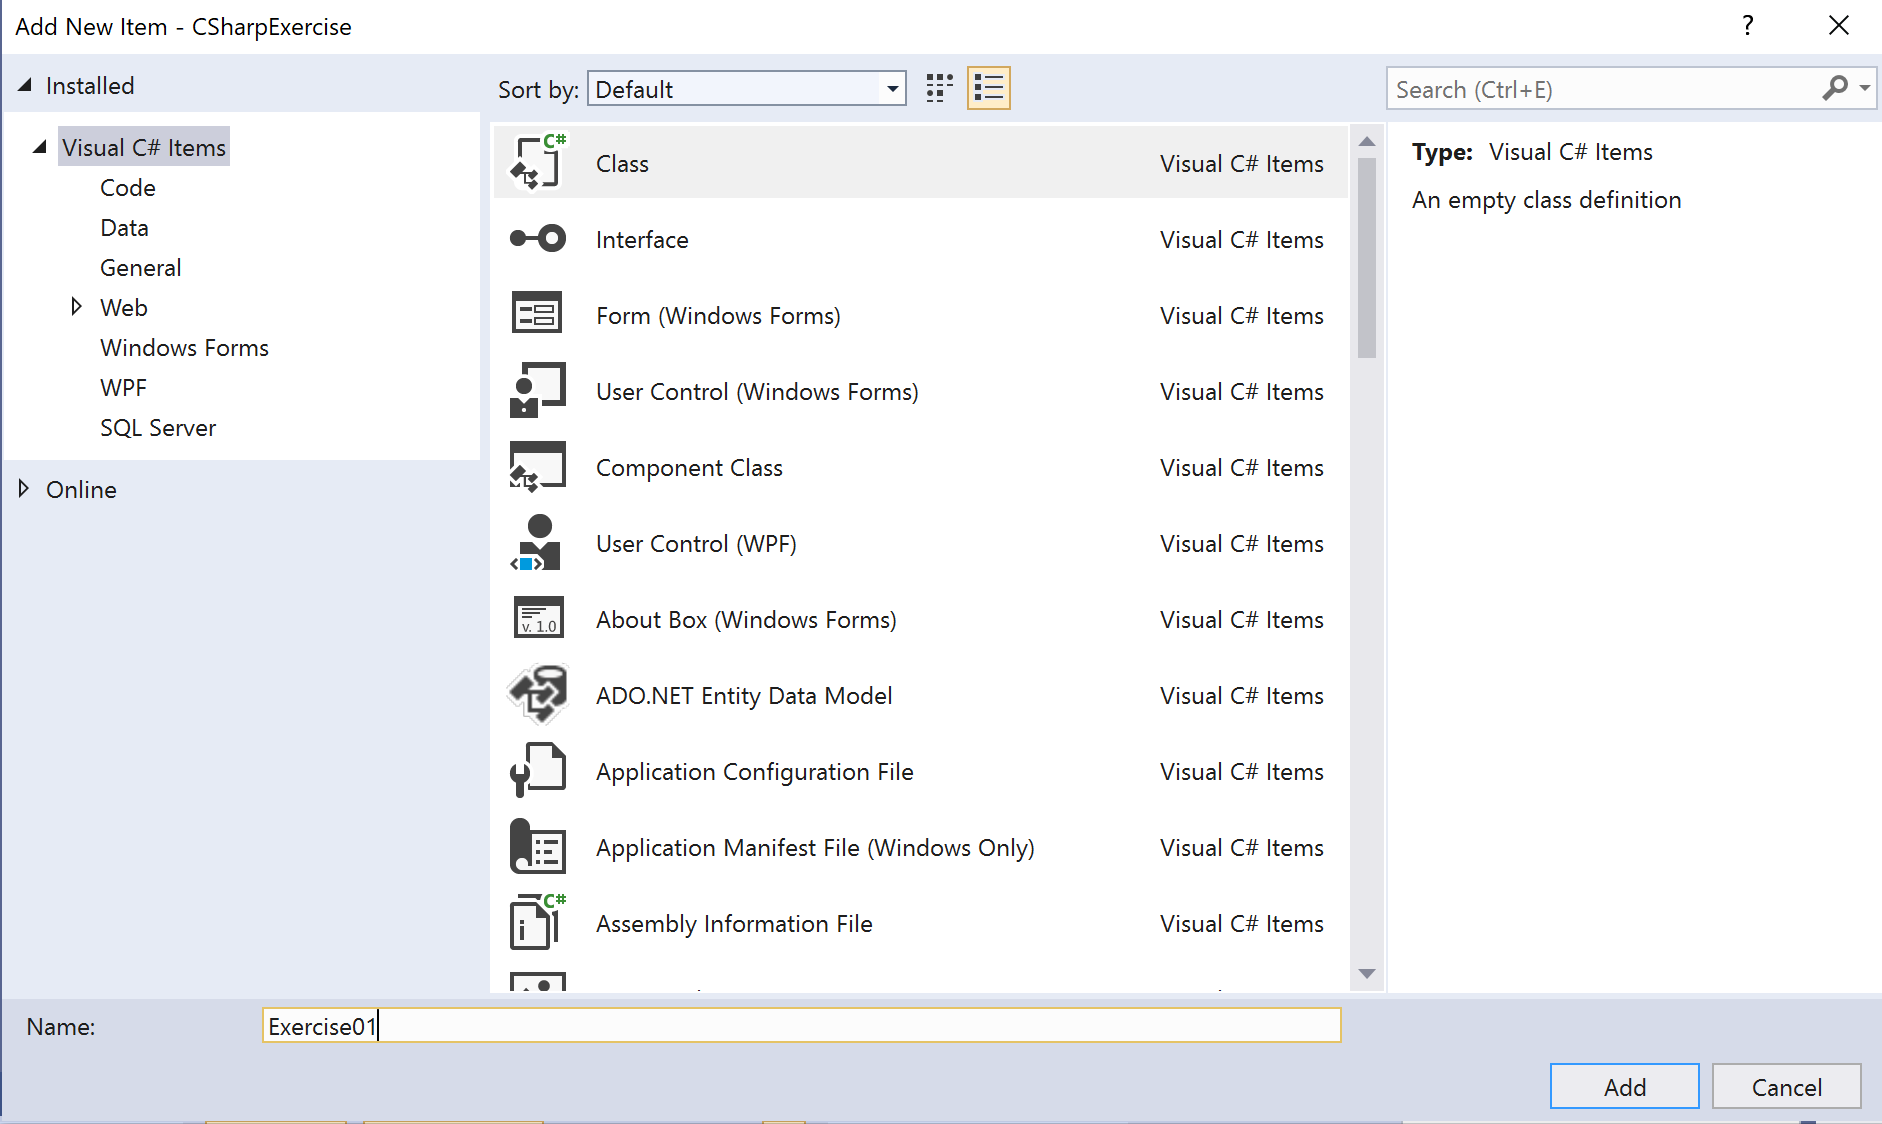 Add New Item - CSharpExercise
?
Installed
Sort by: Default
Search (Ctrl+E)
Visual C# Items
Code
Data
General
Web
Windows Forms
WPF
SQL Server
Online
C#
Class Visual C# Items
Interface Visual C# Items
Form (Windows Forms) Visual C# Items
User Control (Windows Forms) Visual C# Items
Component Class Visual C# Items
User Control (WPF) Visual C# Items
v. 1.0
About Box (Windows Forms) Visual C# Items
ADO.NET Entity Data Model Visual C# Items
Application Configuration File Visual C# Items
Application Manifest File (Windows Only) Visual C# Items
C#
Assembly Information File Visual C# Items
Type: Visual C# Items
An empty class definition
Name: Exercise01
Add Cancel